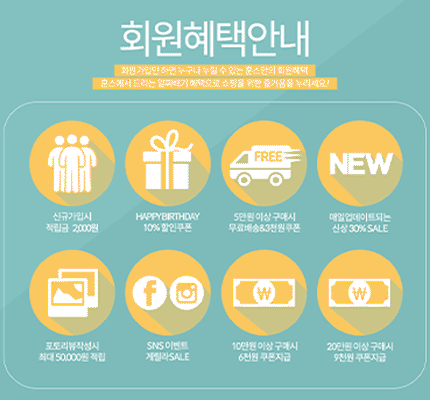 회원혜택안내
회원가입만 하면 누구나 누릴 수 있는 훈스만의 회원혜택
훈스에서 드리는 알짜배기 혜택으로 쇼핑을 위한 즐거움을 누리세요!
신규가입시
적립금 2,000원
HAPPY BIRTHDAY
10% 할인쿠폰
FREE
5만원 이상 구매시
무료배송&3천원쿠폰
NEW
매일업데이트되는
신상 30% SALE
포토리뷰작성시
최대 50,000원 적립
SNS 이벤트
게릴라SALE
₩
10만원 이상 구매시
6천원 쿠폰지급
₩
20만원 이상 구매시
9천원 쿠폰지급